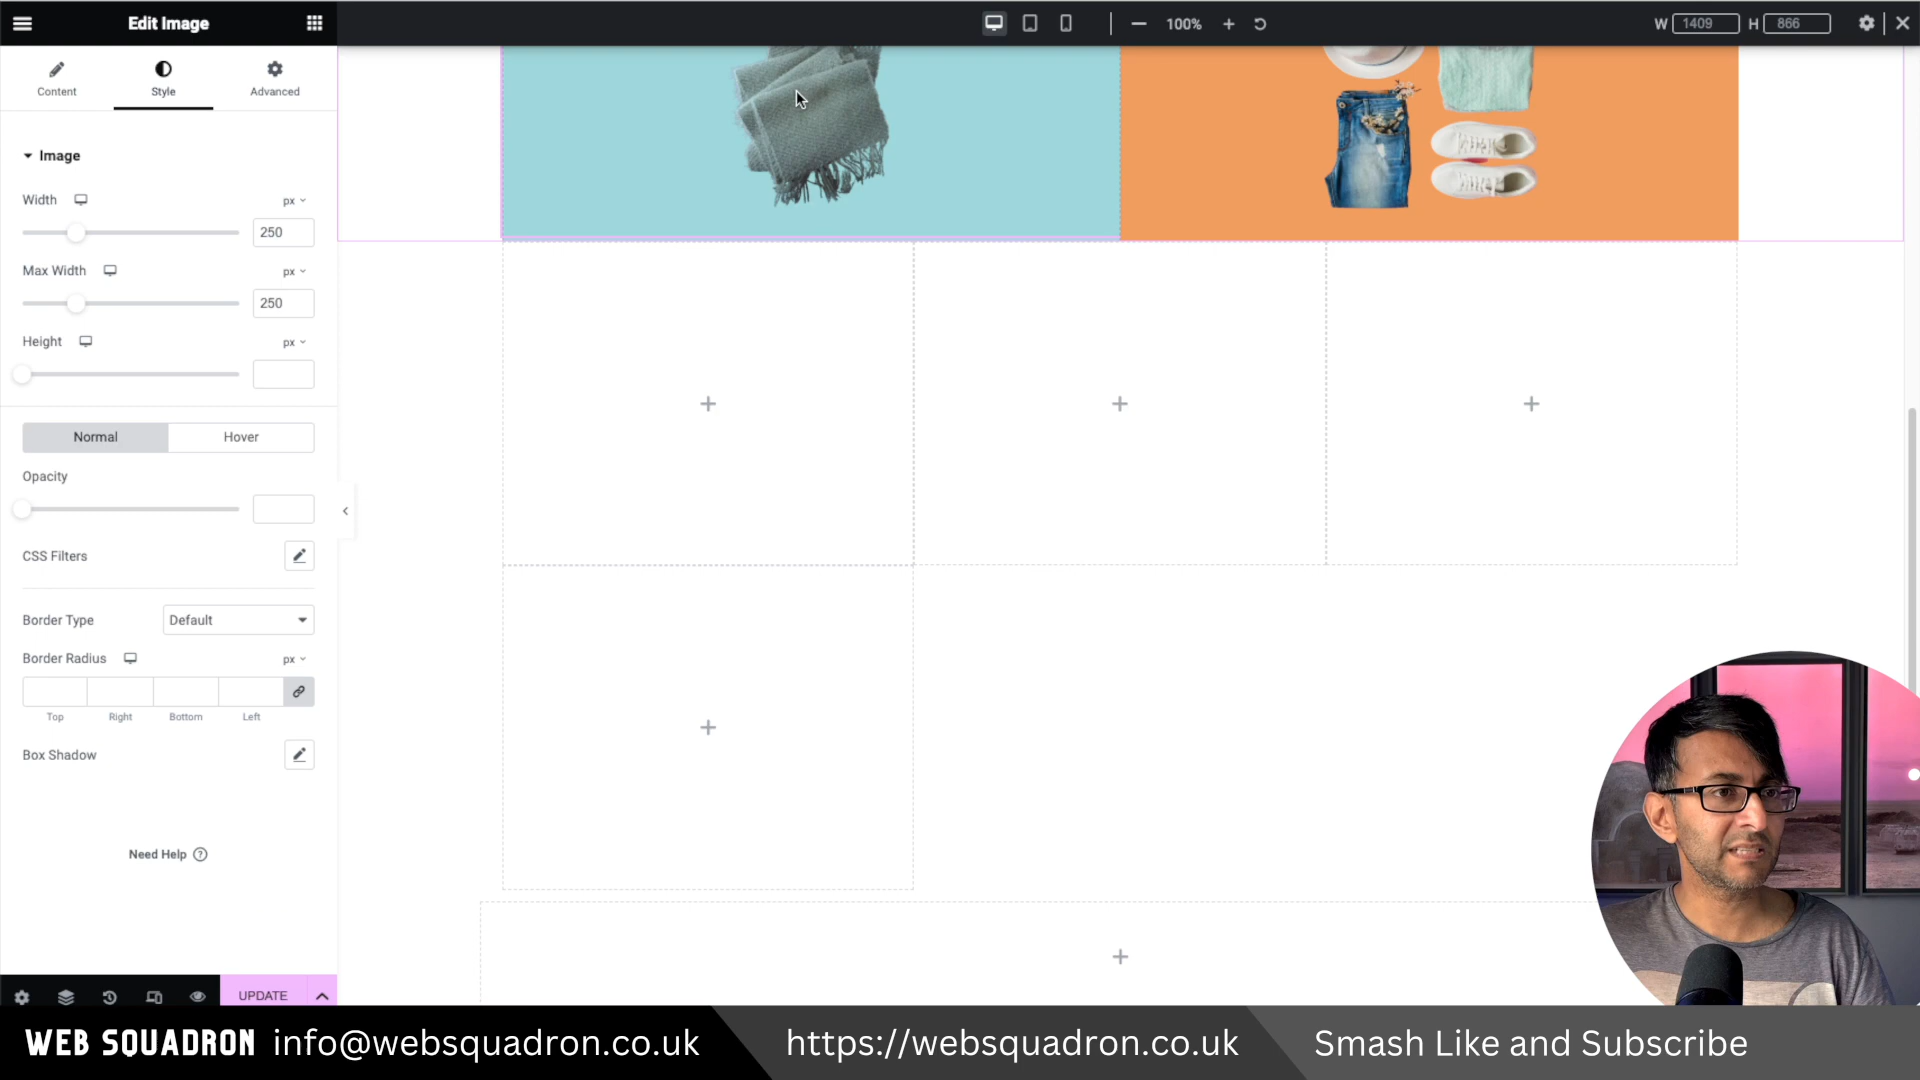 Edit Image
100%
W 1409 H 866
Content Style Advanced
Image
Width px
250
Max Width px
250
Height px
Normal Hover
Opacity
CSS Filters
Border Type Default
Border Radius px
Top Right Bottom Left
Box Shadow
Need Help ?
UPDATE
WEB SQUADRON info@websquadron.co.uk https://websquadron.co.uk Smash Like and Subscribe